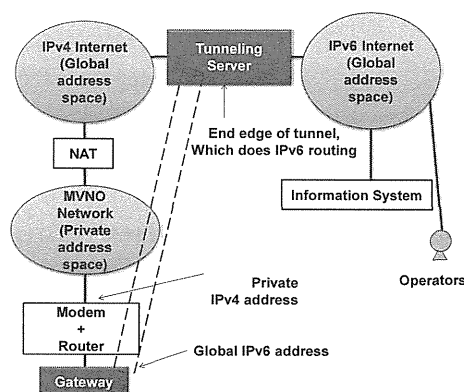 IPv4 Internet
(Global
address
space)
Tunneling
Server
IPv6 Internet
(Global
address
space)
End edge of tunnel,
Which does IPv6 routing
NAT
Information System
MVNO
Network
(Private
address
space)
Operators
Private
IPv4 address
Modem
+
Router
Global IPv6 address
Gateway